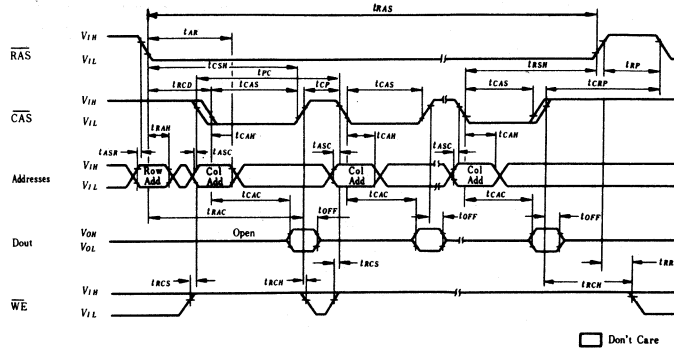 tRAS
VIH
tAR
RAS
VIL
tCSH
tRSH
tRP
tPC
tRCD
tCAS
tCP
tCAS
tCAS
tCRP
VIH
CAS
VIL
tRAH
tCAH
tCAH
tCAH
tASR
tASC
tASC
tASC
VIH
Addresses
VIL
Row Add
Col Add
Col Add
Col Add
tCAC
tCAC
tCAC
tRAC
tOFF
tOFF
tOFF
Dout
VOH
VOL
Open
tRCS
tRCS
tRCH
tRCH
VIH
WE
VIL
Don't Care